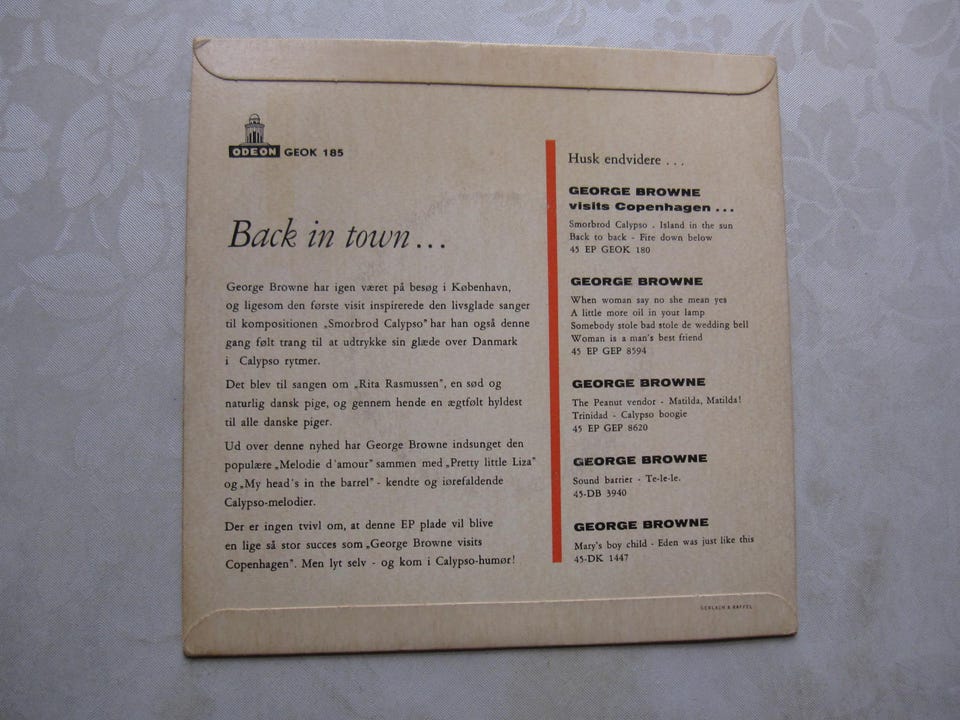 ODEON GEOK 185
Back in town...
George Browne har igen været på besøg i København,
og ligesom den første visit inspirerede den livsglade sanger
til kompositionen „Smorbrod Calypso" har han også denne
gang følt trang til at udtrykke sin glæde over Danmark
i Calypso rytmer.
Det blev til sangen om „Rita Rasmussen", en sød og
naturlig dansk pige, og gennem hende en ægtfølt hyldest
til alle danske piger.
Ud over denne nyhed har George Browne indsunget den
populære „Melodie d'amour" sammen med „Pretty little Liza"
og „My head's in the barrel" - kendte og iørefaldende
Calypso-melodier.
Der er ingen tvivl om, at denne EP plade vil blive
en lige så stor succes som „George Browne visits
Copenhagen". Men lyt selv - og kom i Calypso-humør!
Husk endvidere ...
GEORGE BROWNE
visits Copenhagen ...
Smorbrod Calypso . Island in the sun
Back to back - Fire down below
45 EP GEOK 180
GEORGE BROWNE
When woman say no she mean yes
A little more oil in your lamp
Somebody stole bad stole de wedding bell
Woman is a man's best friend
45 EP GEP 8594
GEORGE BROWNE
The Peanut vendor - Matilda, Matilda!
Trinidad - Calypso boogie
45 EP GEP 8620
GEORGE BROWNE
Sound barrier - Te-le-le.
45-DB 3940
GEORGE BROWNE
Mary's boy child - Eden was just like this
45-DK 1447